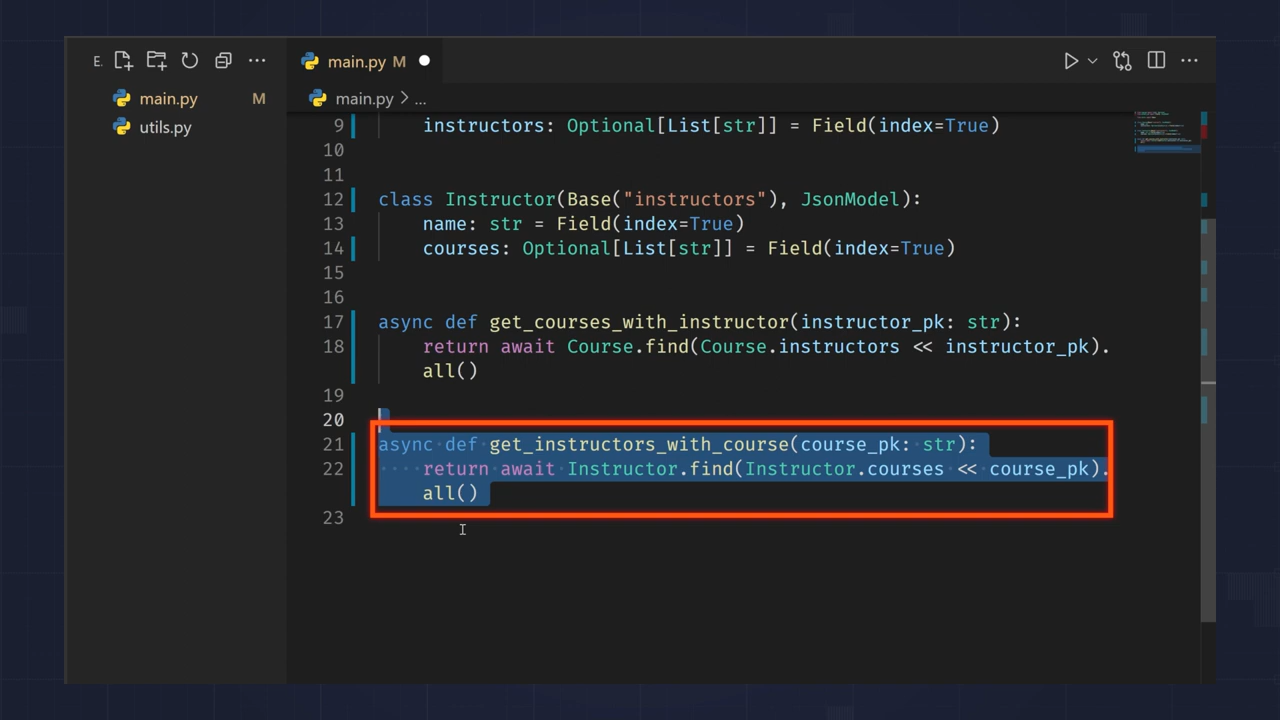 E.
main.py M
main.py M
utils.py
main.py > ...
9 instructors: Optional[List[str]] = Field(index=True)
10
11
12 class Instructor(Base("instructors"), JsonModel):
13 name: str = Field(index=True)
14 courses: Optional[List[str]] = Field(index=True)
15
16
17 async def get_courses_with_instructor(instructor_pk: str):
18 return await Course.find(Course.instructors << instructor_pk).
all()
19
20
21 async def get_instructors_with_course(course_pk: str):
22 return await Instructor.find(Instructor.courses << course_pk).
all()
23